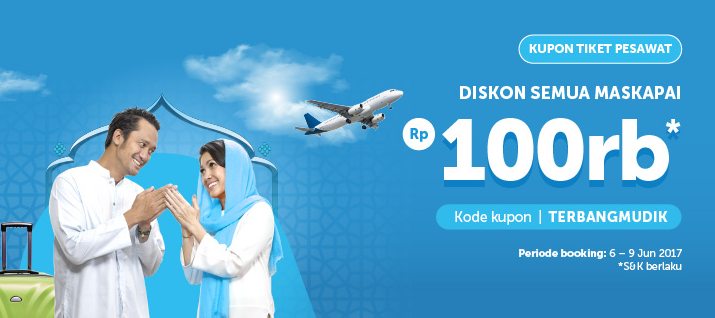 KUPON TIKET PESAWAT
DISKON SEMUA MASKAPAI
Rp 100rb*
Kode kupon | TERBANGMUDIK
Periode booking: 6 – 9 Jun 2017
*S&K berlaku